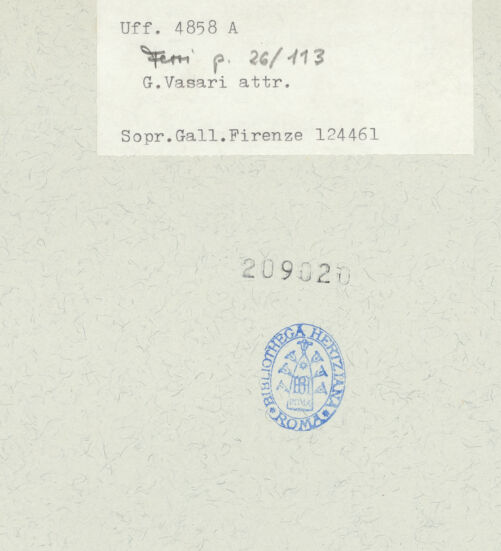 Uff. 4858 A
Ferri p. 26/113
G.Vasari attr.
Sopr.Gall.Firenze 124461
209020
BIBLIOTHECA HERTZIANA
ROMA